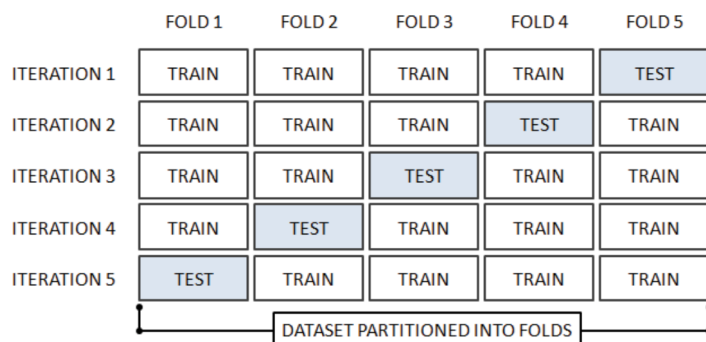 FOLD 1 FOLD 2 FOLD 3 FOLD 4 FOLD 5
ITERATION 1 TRAIN TRAIN TRAIN TRAIN TEST
ITERATION 2 TRAIN TRAIN TRAIN TEST TRAIN
ITERATION 3 TRAIN TRAIN TEST TRAIN TRAIN
ITERATION 4 TRAIN TEST TRAIN TRAIN TRAIN
ITERATION 5 TEST TRAIN TRAIN TRAIN TRAIN
DATASET PARTITIONED INTO FOLDS